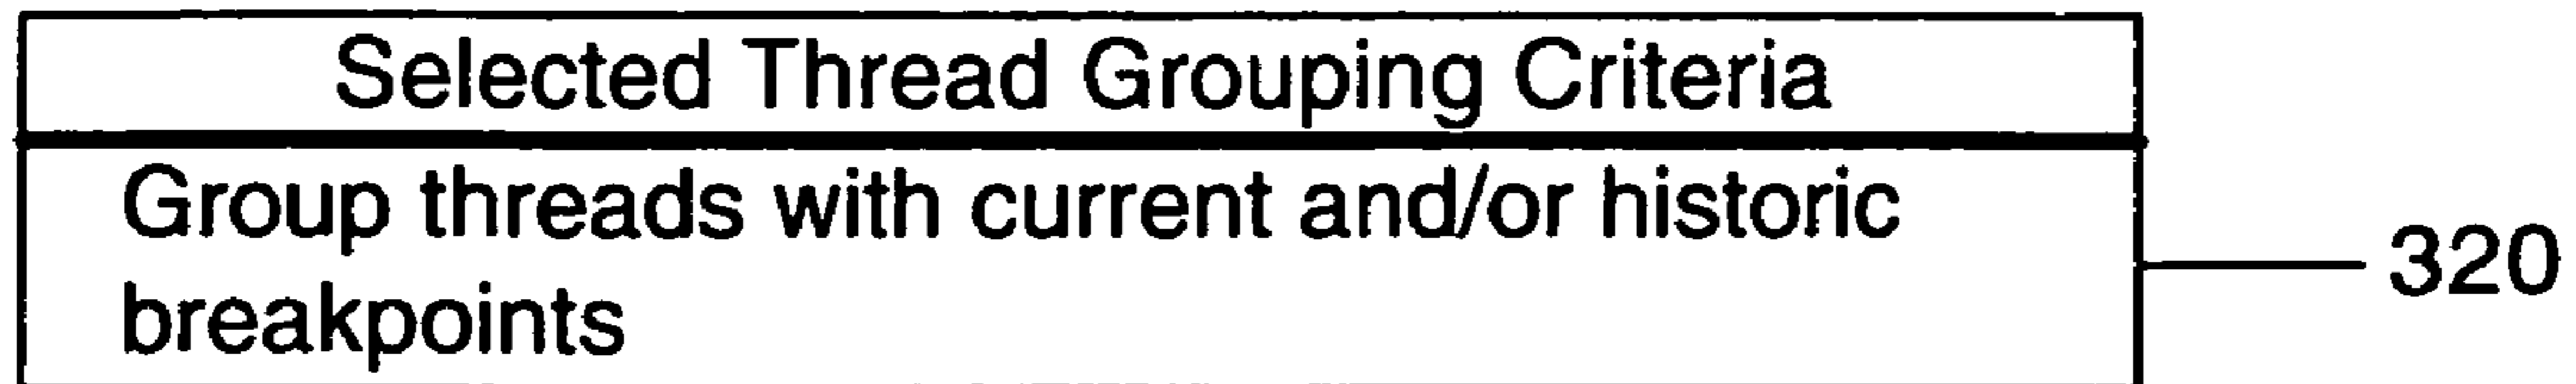 Selected Thread Grouping Criteria
Group threads with current and/or historic
breakpoints
320